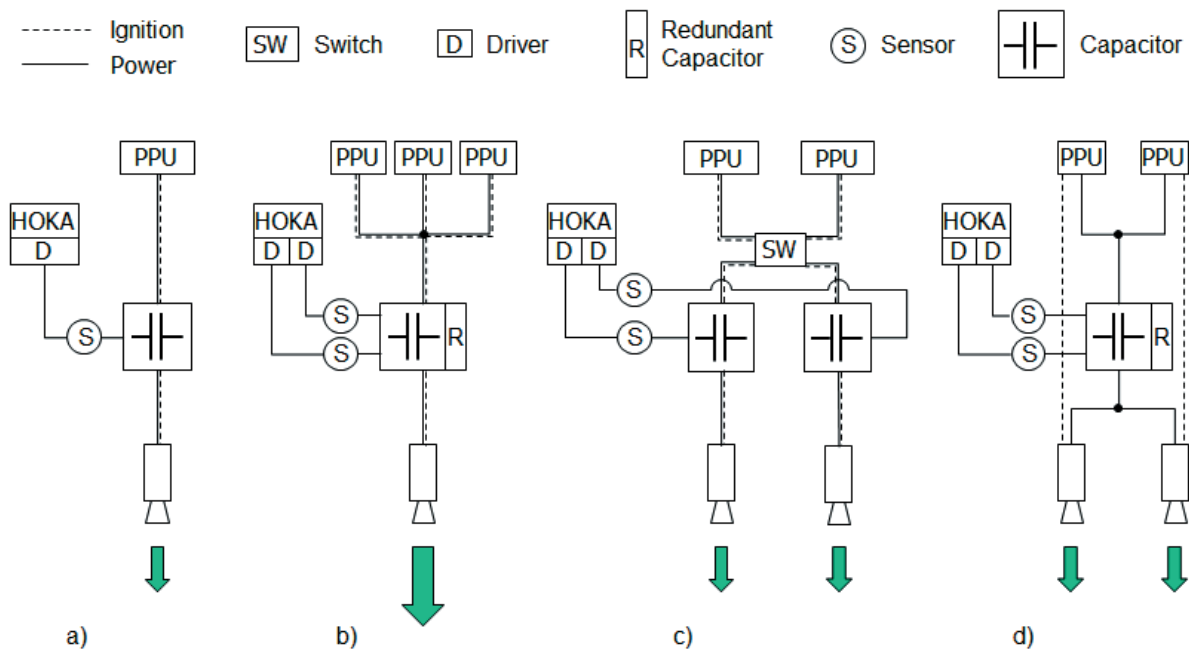 Ignition
Power
SW Switch
D Driver
R Redundant
Capacitor
S Sensor
Capacitor
PPU PPU PPU PPU PPU PPU PPU PPU
HOKA HOKA HOKA HOKA
D D D D D D D
SW
S S S S
S S S
R R
a) b) c) d)